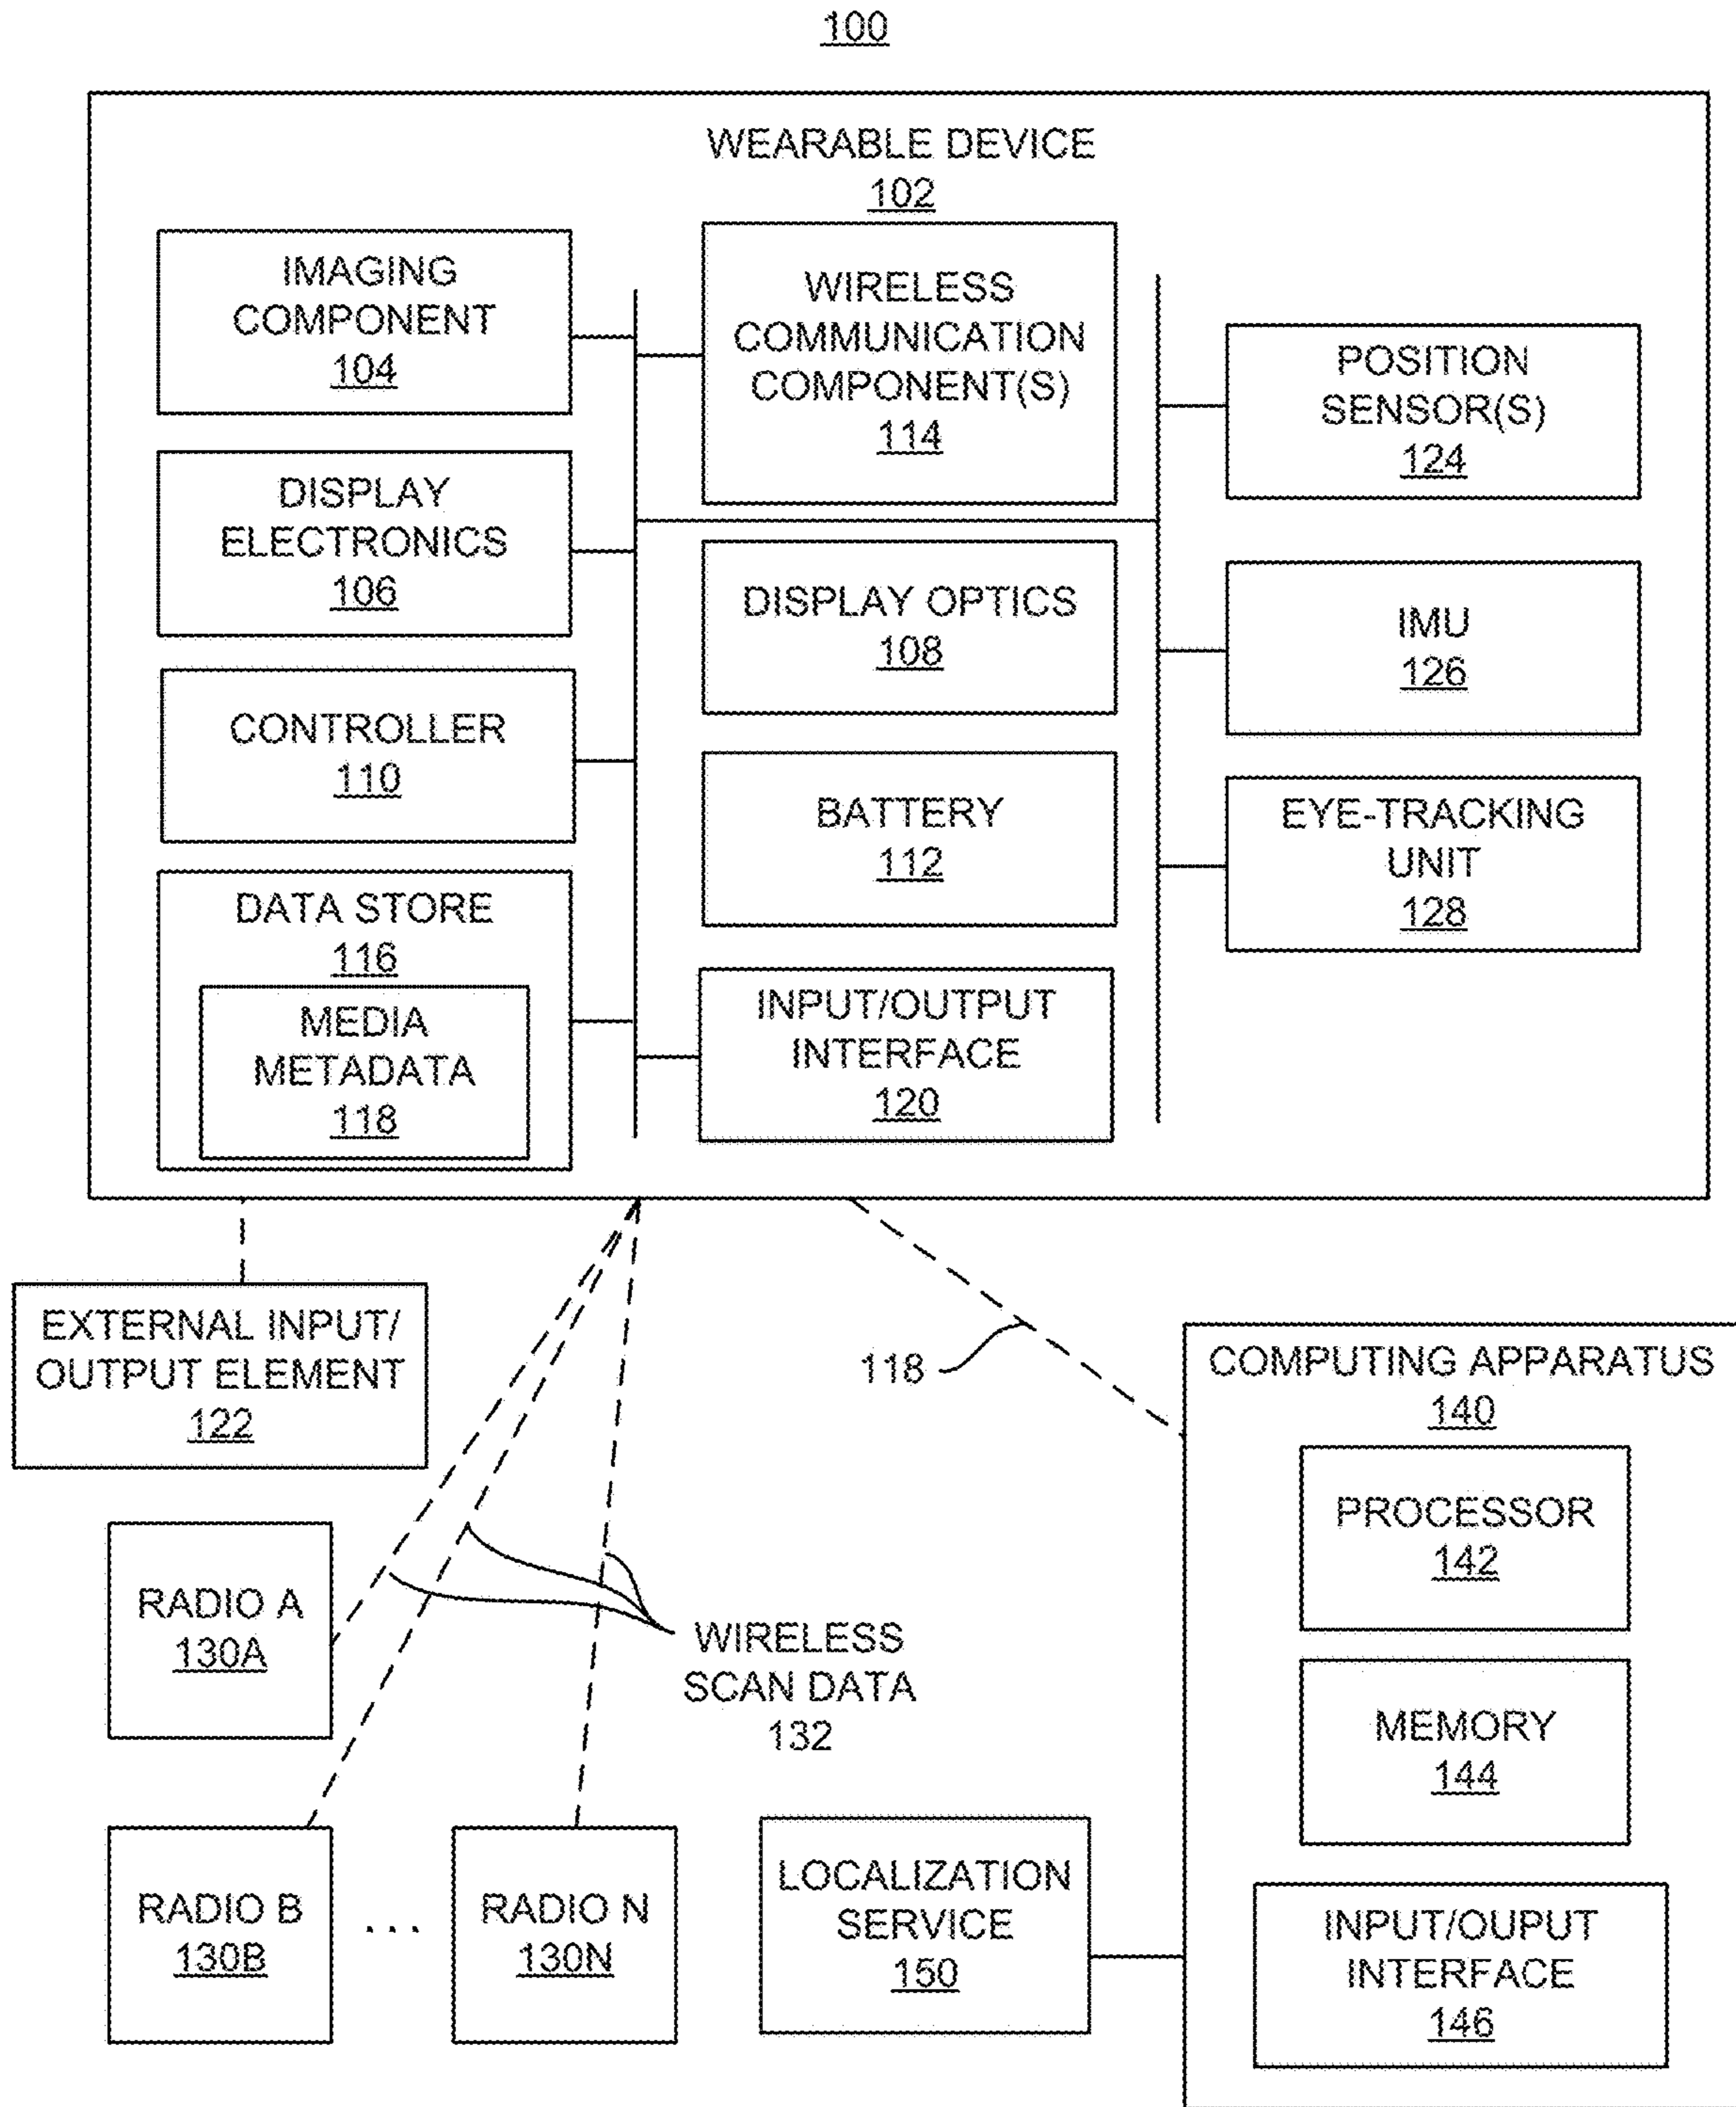 100
WEARABLE DEVICE
102
IMAGING
COMPONENT
104
DISPLAY
ELECTRONICS
106
CONTROLLER
110
DATA STORE
116
MEDIA
METADATA
118
WIRELESS
COMMUNICATION
COMPONENT(S)
114
DISPLAY OPTICS
108
BATTERY
112
INPUT/OUTPUT
INTERFACE
120
POSITION
SENSOR(S)
124
IMU
126
EYE-TRACKING
UNIT
128
EXTERNAL INPUT/
OUTPUT ELEMENT
122
118
RADIO A
130A
WIRELESS
SCAN DATA
132
RADIO B
130B
...
RADIO N
130N
LOCALIZATION
SERVICE
150
COMPUTING APPARATUS
140
PROCESSOR
142
MEMORY
144
INPUT/OUPUT
INTERFACE
146